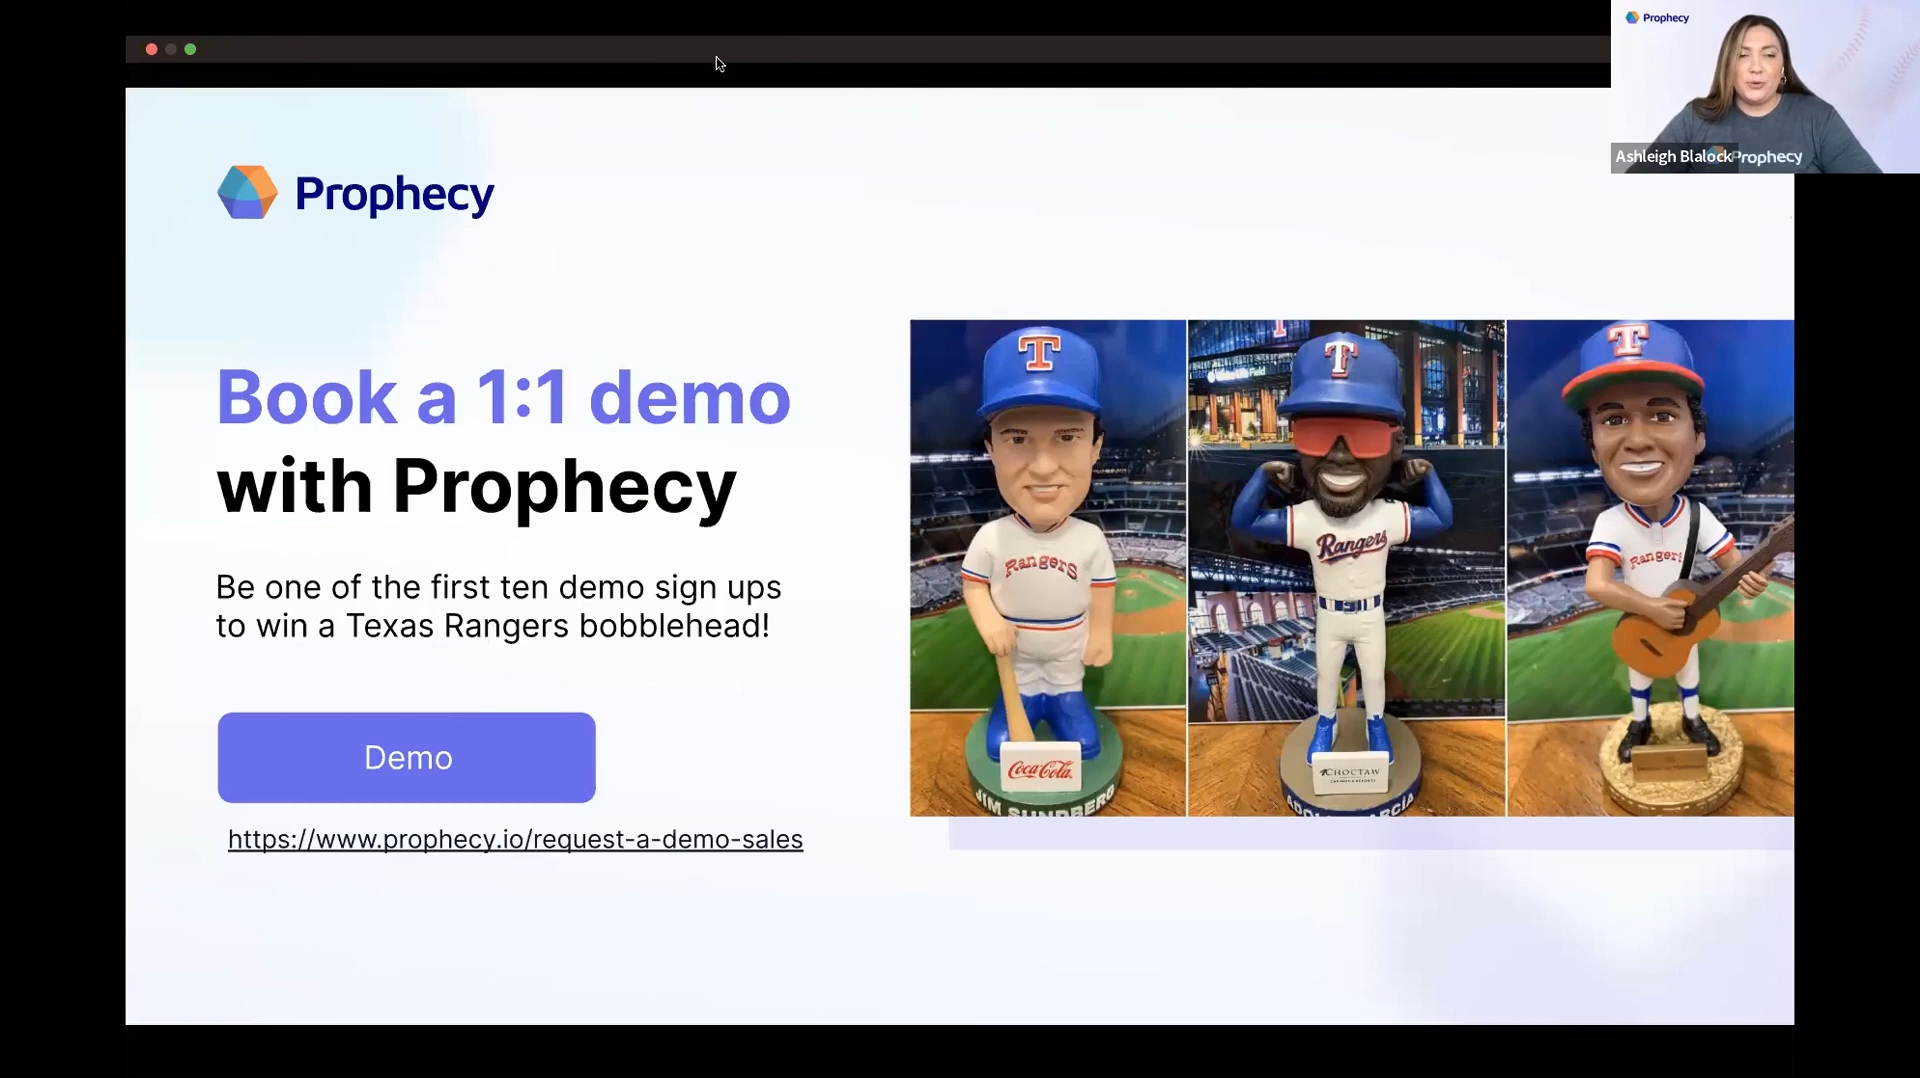 Prophecy
Ashleigh Blalock
Prophecy
Prophecy
Book a 1:1 demo
with Prophecy
Be one of the first ten demo sign ups
to win a Texas Rangers bobblehead!
Demo
https://www.prophecy.io/request-a-demo-sales
T
Rangers
Coca-Cola
JIM SUNDBERG
T
Rangers
CHOCTAW
T
Rangers